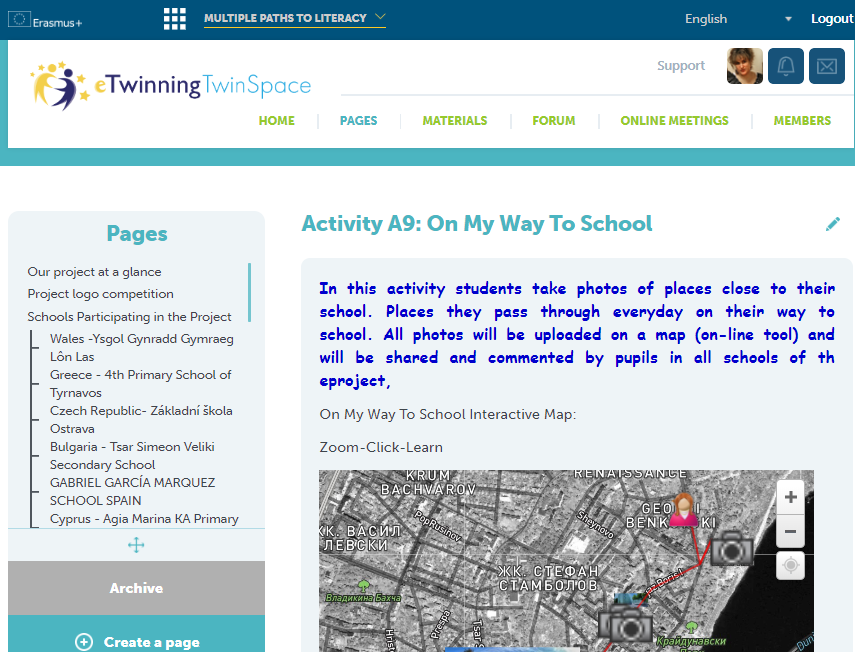 Erasmus+
MULTIPLE PATHS TO LITERACY
English
Logout
eTwinningTwinSpace
Support
HOME
PAGES
MATERIALS
FORUM
ONLINE MEETINGS
MEMBERS
Pages
Our project at a glance
Project logo competition
Schools Participating in the Project
Wales -Ysgol Gynradd Gymraeg
Lôn Las
Greece - 4th Primary School of
Tyrnavos
Czech Republic- Základní škola
Ostrava
Bulgaria - Tsar Simeon Veliki
Secondary School
GABRIEL GARCÍA MARQUEZ
SCHOOL SPAIN
Cyprus - Agia Marina KA Primary
Archive
Create a page
Activity A9: On My Way To School
In this activity students take photos of places close to their
school. Places they pass through everyday on their way to
school. All photos will be uploaded on a map (on-line tool) and
will be shared and commented by pupils in all schools of th
eproject,
On My Way To School Interactive Map:
Zoom-Click-Learn
KRUM
BACHVAROV
RENAISSANCE
PopRusinov
Sheynovo
ЖК. ВАСИЛ
ЛЕВСКИ
ЖК. СТЕФАН
СТАМБОЛОВ
Владикина Бахча
Prespa
Tsar
Крайдунавски
+
−